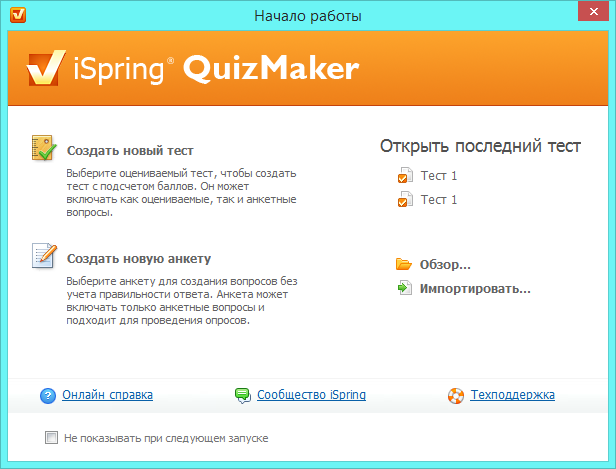 Начало работы
iSpring® QuizMaker
Создать новый тест
Выберите оцениваемый тест, чтобы создать
тест с подсчетом баллов. Он может
включать как оцениваемые, так и анкетные
вопросы.
Создать новую анкету
Выберите анкету для создания вопросов без
учета правильности ответа. Анкета может
включать только анкетные вопросы и
подходит для проведения опросов.
Открыть последний тест
Тест 1
Тест 1
Обзор...
Импортировать...
Онлайн справка
Сообщество iSpring
Техподдержка
Не показывать при следующем запуске